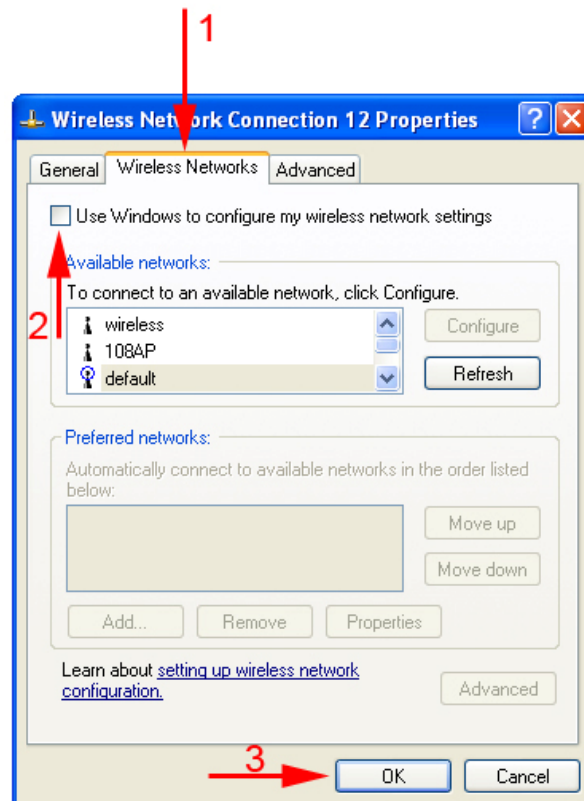 1
Wireless Network Connection 12 Properties
General Wireless Networks Advanced
Use Windows to configure my wireless network settings
2
Available networks:
To connect to an available network, click Configure.
wireless
108AP
default
Configure
Refresh
Preferred networks:
Automatically connect to available networks in the order listed
below:
Move up
Move down
Add... Remove Properties
Learn about setting up wireless network
configuration.
Advanced
3
OK Cancel